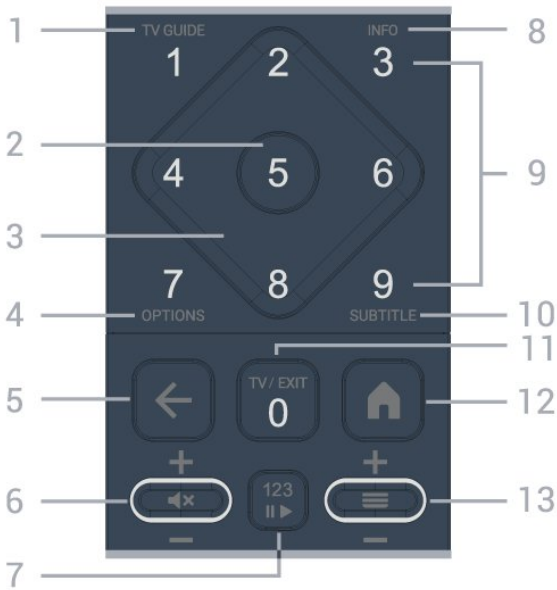 1 TV GUIDE INFO 8
1 2 3
2 4 5 6 9
3
7 8 9
4 OPTIONS SUBTITLE 10
11
5 TV / EXIT 12
0
+ +
6 123 13
− −
7